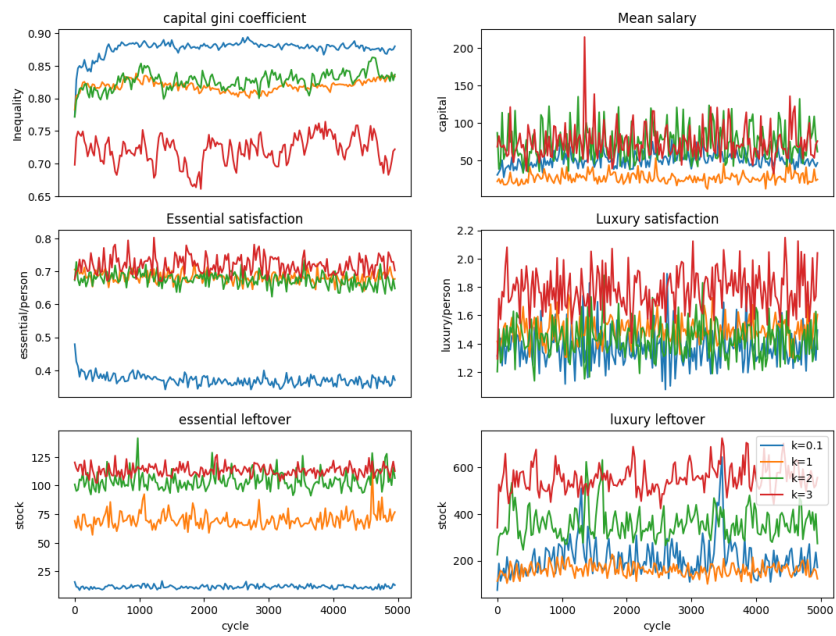 capital gini coefficient
Inequality
0.90
0.85
0.80
0.75
0.70
0.65
Mean salary
capital
200
150
100
50
Essential satisfaction
essential/person
0.8
0.7
0.6
0.5
0.4
Luxury satisfaction
luxury/person
2.2
2.0
1.8
1.6
1.4
1.2
essential leftover
stock
125
100
75
50
25
0
1000
2000
3000
4000
5000
cycle
luxury leftover
stock
600
400
200
k=0.1
k=1
k=2
k=3
0
1000
2000
3000
4000
5000
cycle